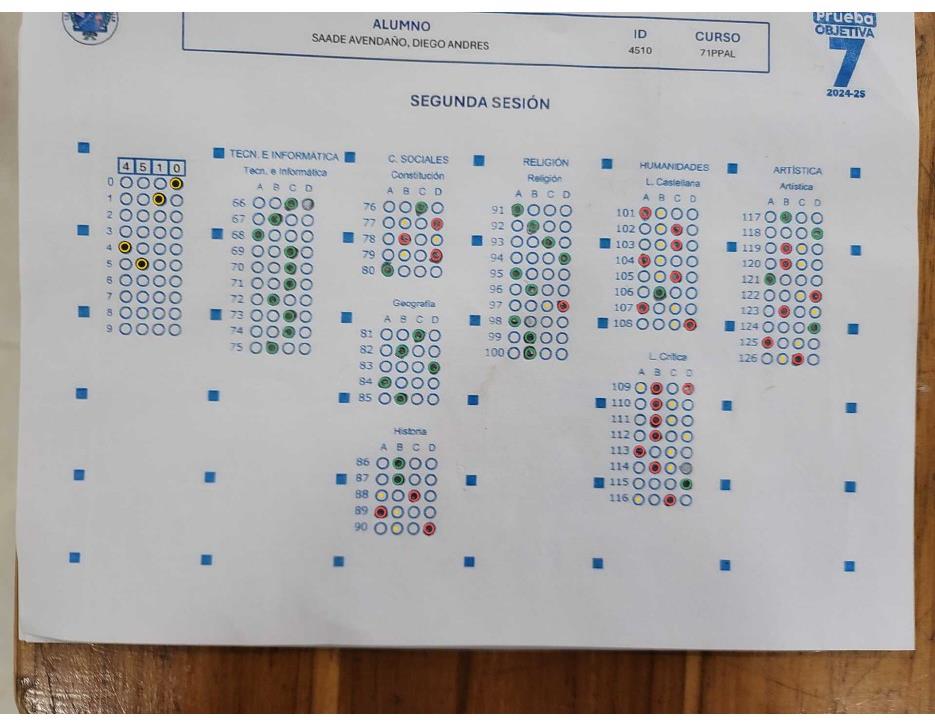 Prueba
OBJETIVA
7
2024-25
ALUMNO
SAADE AVENDAÑO, DIEGO ANDRES
ID
4510
CURSO
71PPAL
SEGUNDA SESIÓN
4 5 1 0
0
1
2
3
4
5
6
7
8
9
TECN. E INFORMÁTICA
Tecn. e Informática
A B C D
66
67
68
69
70
71
72
73
74
75
C. SOCIALES
Constitución
A B C D
76
77
78
79
80
Geografía
A B C D
81
82
83
84
85
Historia
A B C D
86
87
88
89
90
RELIGIÓN
Religión
A B C D
91
92
93
94
95
96
97
98
99
100
HUMANIDADES
L. Castellana
A B C D
101
102
103
104
105
106
107
108
L. Crítica
A B C D
109
110
111
112
113
114
115
116
ARTÍSTICA
Artística
A B C D
117
118
119
120
121
122
123
124
125
126